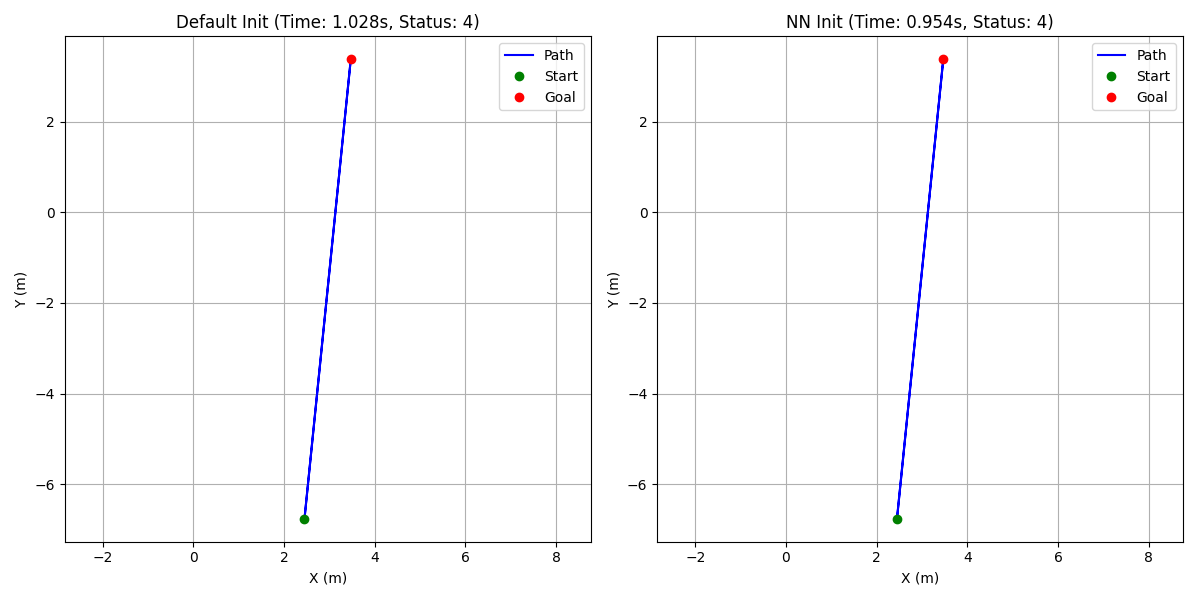 Default Init (Time: 1.028s, Status: 4)
Path
Start
Goal
2
0
−2
−4
−6
Y (m)
−2 0 2 4 6 8
X (m)
NN Init (Time: 0.954s, Status: 4)
Path
Start
Goal
2
0
−2
−4
−6
Y (m)
−2 0 2 4 6 8
X (m)